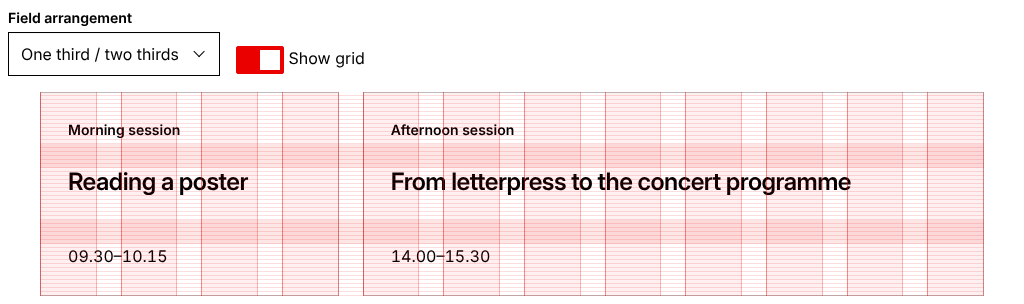 Field arrangement
One third / two thirds
Show grid
Morning session
Reading a poster
09.30–10.15
Afternoon session
From letterpress to the concert programme
14.00–15.30